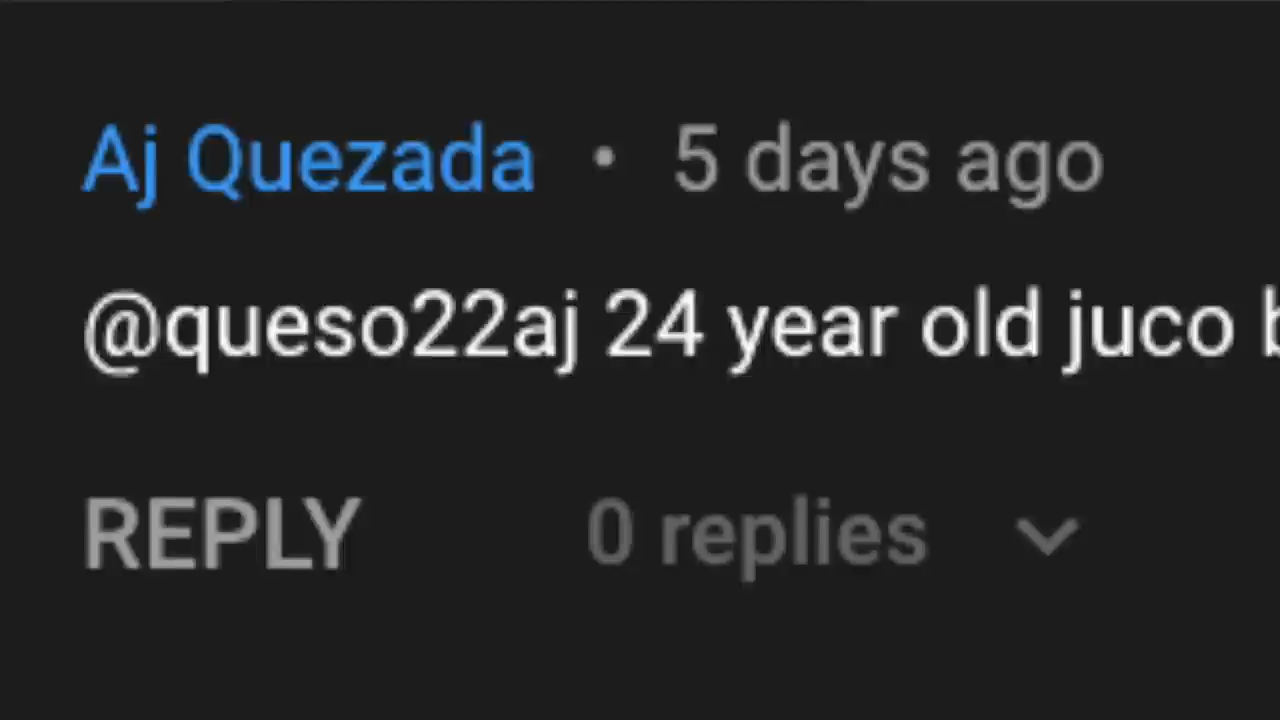 Aj Quezada • 5 days ago
@queso22aj 24 year old juco
REPLY 0 replies